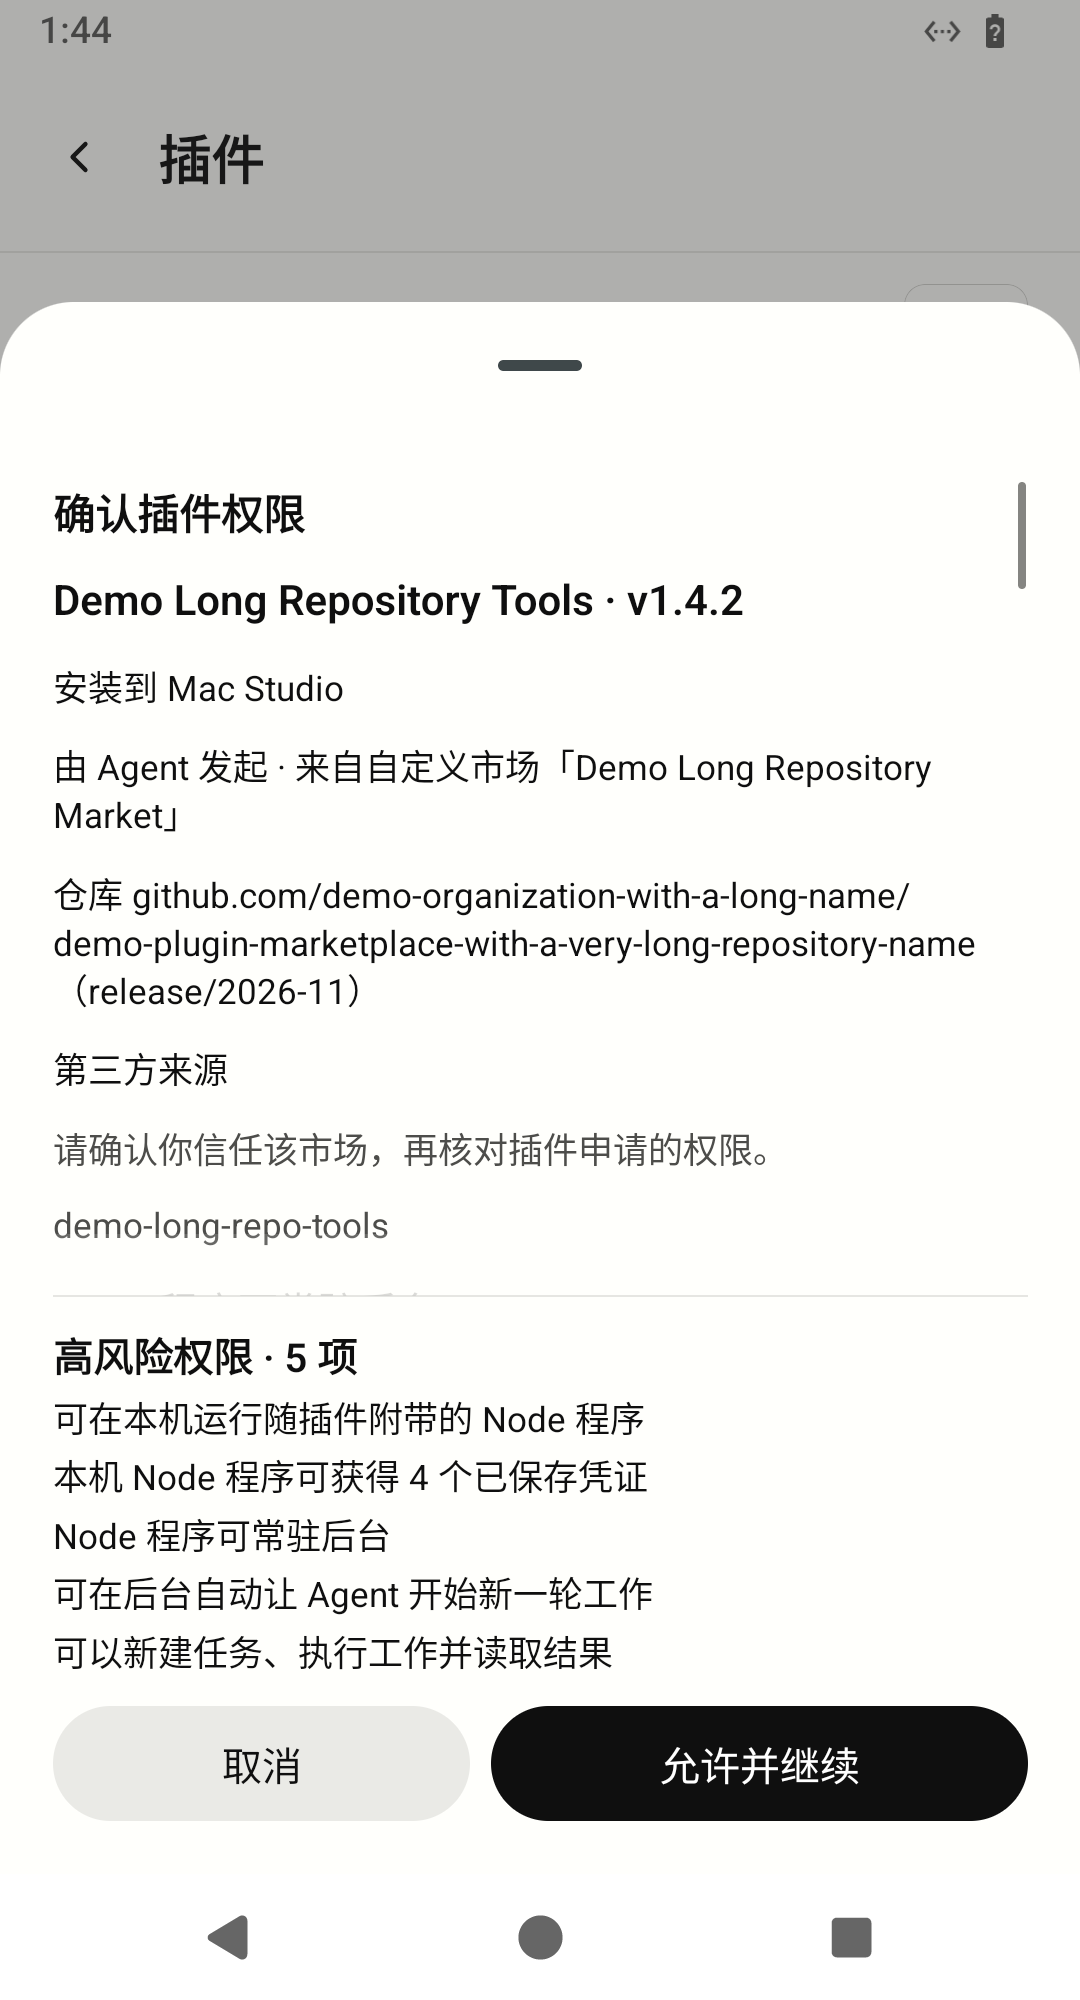 1:44
插件
确认插件权限
Demo Long Repository Tools · v1.4.2
安装到 Mac Studio
由 Agent 发起 · 来自自定义市场「Demo Long Repository
Market」
仓库 github.com/demo-organization-with-a-long-name/
demo-plugin-marketplace-with-a-very-long-repository-name
（release/2026-11）
第三方来源
请确认你信任该市场，再核对插件申请的权限。
demo-long-repo-tools
高风险权限 · 5 项
可在本机运行随插件附带的 Node 程序
本机 Node 程序可获得 4 个已保存凭证
Node 程序可常驻后台
可在后台自动让 Agent 开始新一轮工作
可以新建任务、执行工作并读取结果
取消
允许并继续